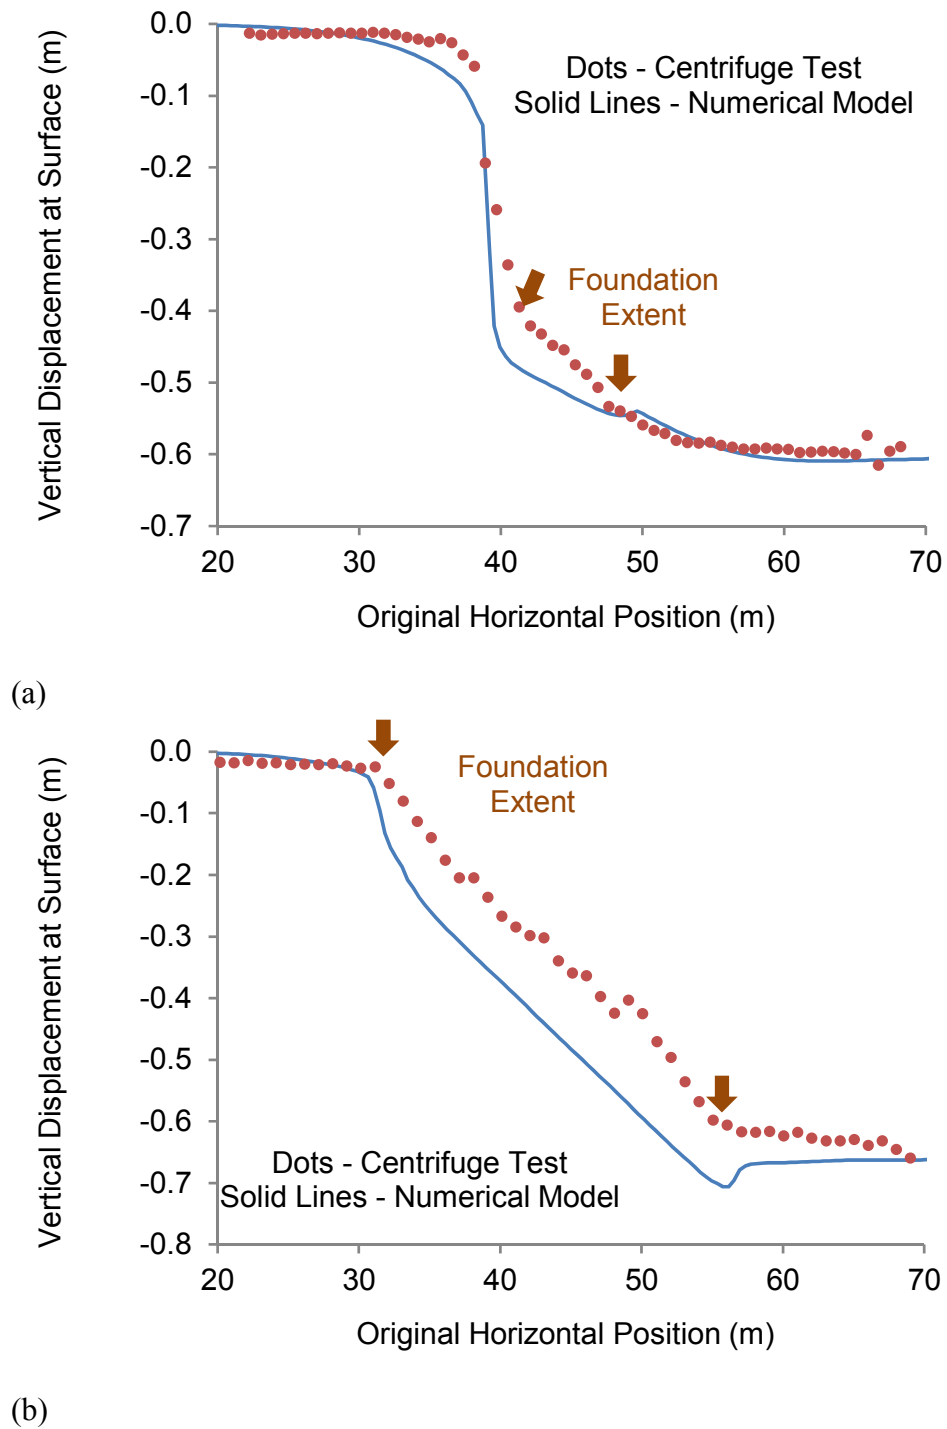 Vertical Displacement at Surface (m)
0.0
-0.1
-0.2
-0.3
-0.4
-0.5
-0.6
-0.7
Dots - Centrifuge Test
Solid Lines - Numerical Model
Foundation
Extent
20 30 40 50 60 70
Original Horizontal Position (m)
(a)
Vertical Displacement at Surface (m)
0.0
-0.1
-0.2
-0.3
-0.4
-0.5
-0.6
-0.7
-0.8
Foundation
Extent
Dots - Centrifuge Test
Solid Lines - Numerical Model
20 30 40 50 60 70
Original Horizontal Position (m)
(b)